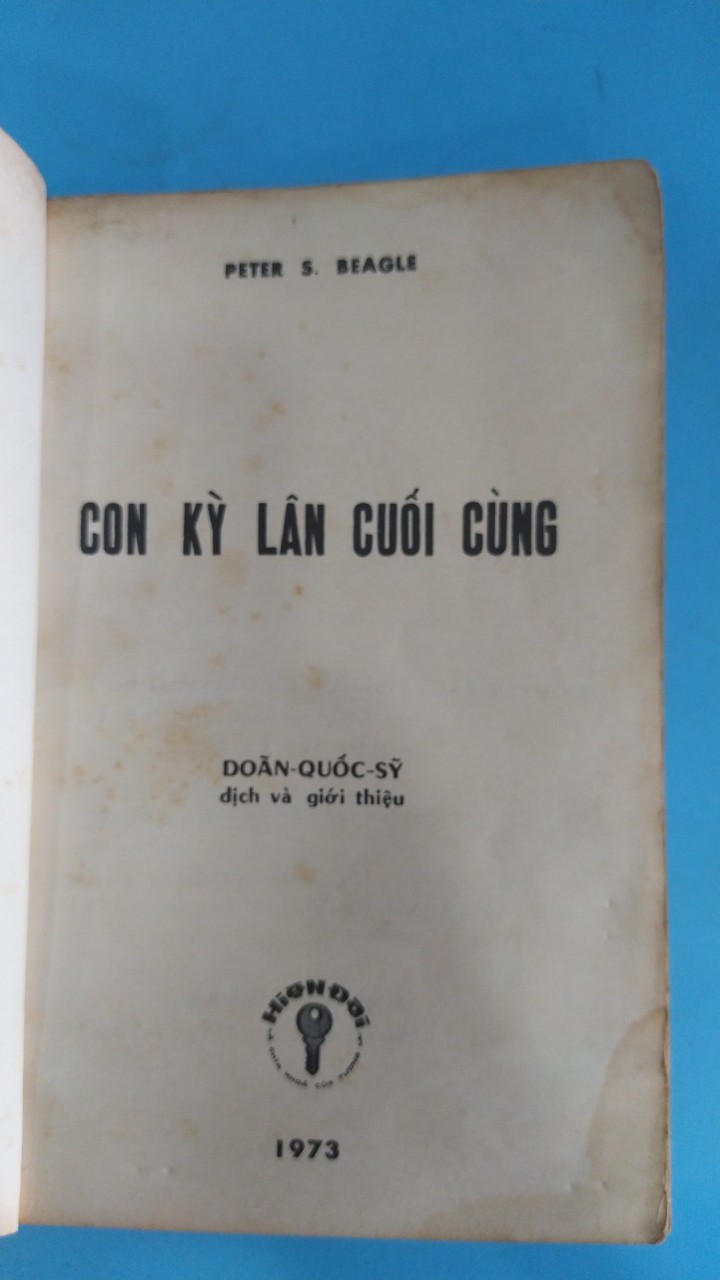 PETER S. BEAGLE
CON KỲ LÂN CUỐI CÙNG
DOÃN-QUỐC-SỸ
dịch và giới thiệu
HIỆN ĐẠI
1973